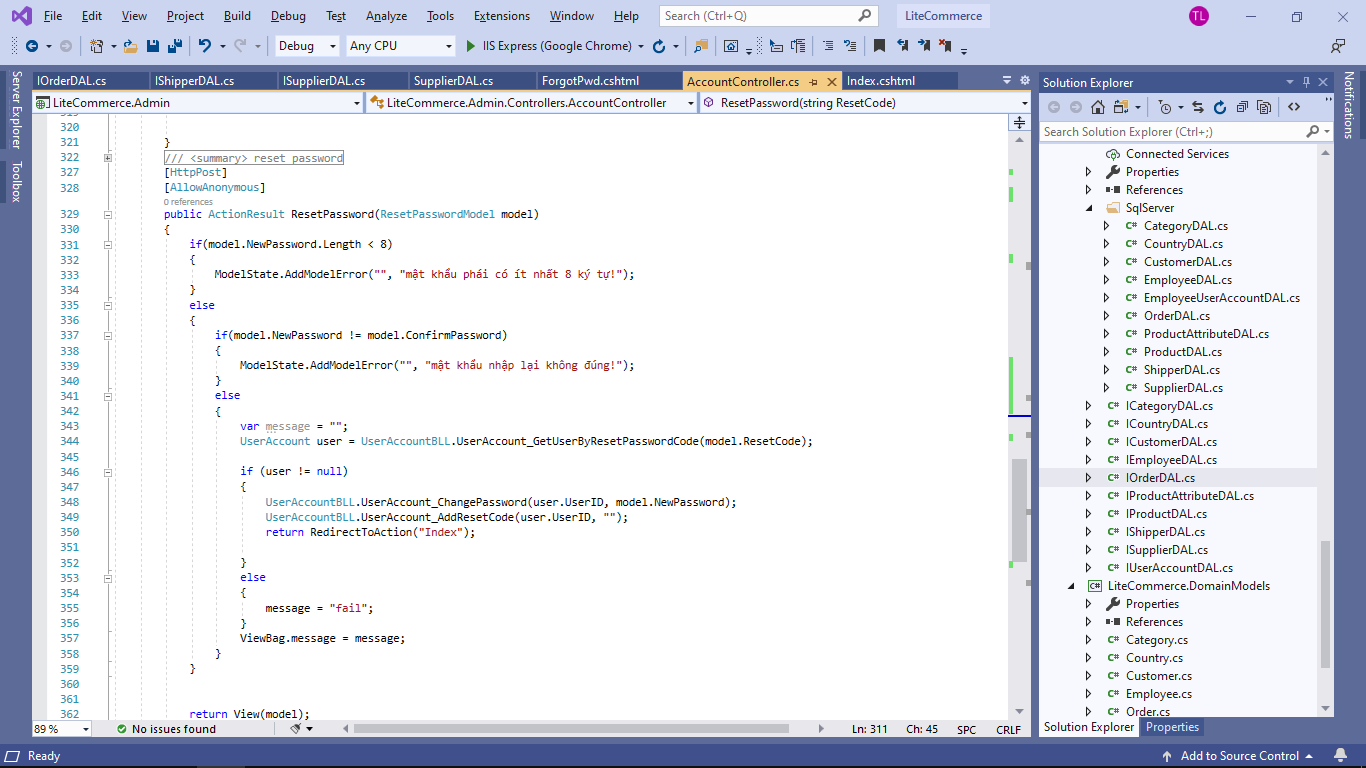 File Edit View Project Build Debug Test Analyze Tools Extensions Window Help Search (Ctrl+Q) LiteCommerce TL
Debug Any CPU IIS Express (Google Chrome)
Server Explorer
Toolbox
IOrderDAL.cs IShipperDAL.cs ISupplierDAL.cs SupplierDAL.cs ForgotPwd.cshtml AccountController.cs Index.cshtml
LiteCommerce.Admin LiteCommerce.Admin.Controllers.AccountController ResetPassword(string ResetCode)
319
320
321 }
322 /// <summary> reset password
327 [HttpPost]
328 [AllowAnonymous]
0 references
329 public ActionResult ResetPassword(ResetPasswordModel model)
330 {
331 if(model.NewPassword.Length < 8)
332 {
333 ModelState.AddModelError("", "mật khẩu phải có ít nhất 8 ký tự!");
334 }
335 else
336 {
337 if(model.NewPassword != model.ConfirmPassword)
338 {
339 ModelState.AddModelError("", "mật khẩu nhập lại không đúng!");
340 }
341 else
342 {
343 var message = "";
344 UserAccount user = UserAccountBLL.UserAccount_GetUserByResetPasswordCode(model.ResetCode);
345
346 if (user != null)
347 {
348 UserAccountBLL.UserAccount_ChangePassword(user.UserID, model.NewPassword);
349 UserAccountBLL.UserAccount_AddResetCode(user.UserID, "");
350 return RedirectToAction("Index");
351
352 }
353 else
354 {
355 message = "fail";
356 }
357 ViewBag.message = message;
358 }
359 }
360
361
362 return View(model);
89 % No issues found Ln: 311 Ch: 45 SPC CRLF
Solution Explorer
Search Solution Explorer (Ctrl+;)
Connected Services
Properties
References
SqlServer
C# CategoryDAL.cs
C# CountryDAL.cs
C# CustomerDAL.cs
C# EmployeeDAL.cs
C# EmployeeUserAccountDAL.cs
C# OrderDAL.cs
C# ProductAttributeDAL.cs
C# ProductDAL.cs
C# ShipperDAL.cs
C# SupplierDAL.cs
C# ICategoryDAL.cs
C# ICountryDAL.cs
C# ICustomerDAL.cs
C# IEmployeeDAL.cs
C# IOrderDAL.cs
C# IProductAttributeDAL.cs
C# IProductDAL.cs
C# IShipperDAL.cs
C# ISupplierDAL.cs
C# IUserAccountDAL.cs
C# LiteCommerce.DomainModels
Properties
References
C# Category.cs
C# Country.cs
C# Customer.cs
C# Employee.cs
C# Order.cs
Solution Explorer Properties
Notifications
Ready Add to Source Control